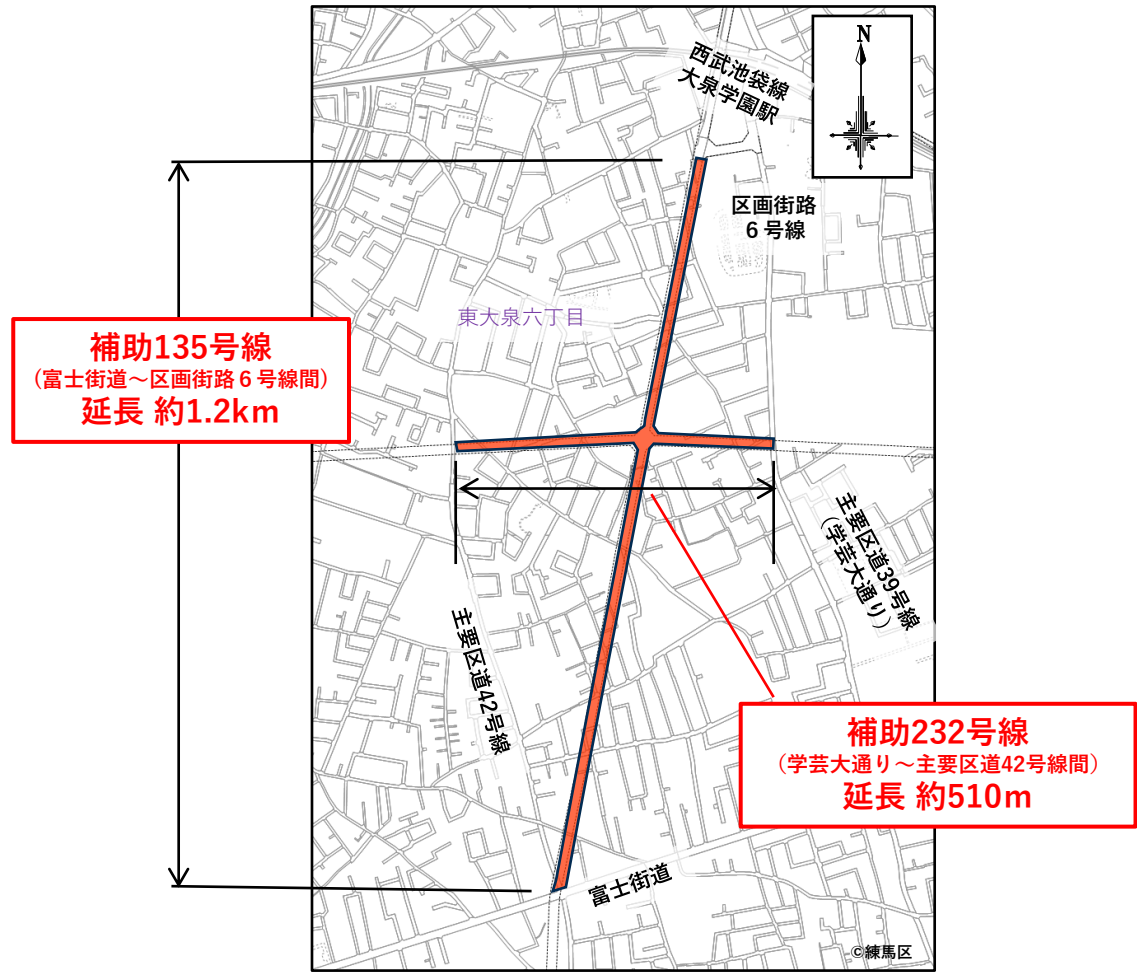 西武池袋線
大泉学園駅
N
区画街路
６号線
東大泉六丁目
補助135号線
（富士街道～区画街路６号線間）
延長 約1.2km
主要区道39号線
（学芸大通り）
主要区道42号線
補助232号線
（学芸大通り～主要区道42号線間）
延長 約510m
富士街道
©練馬区